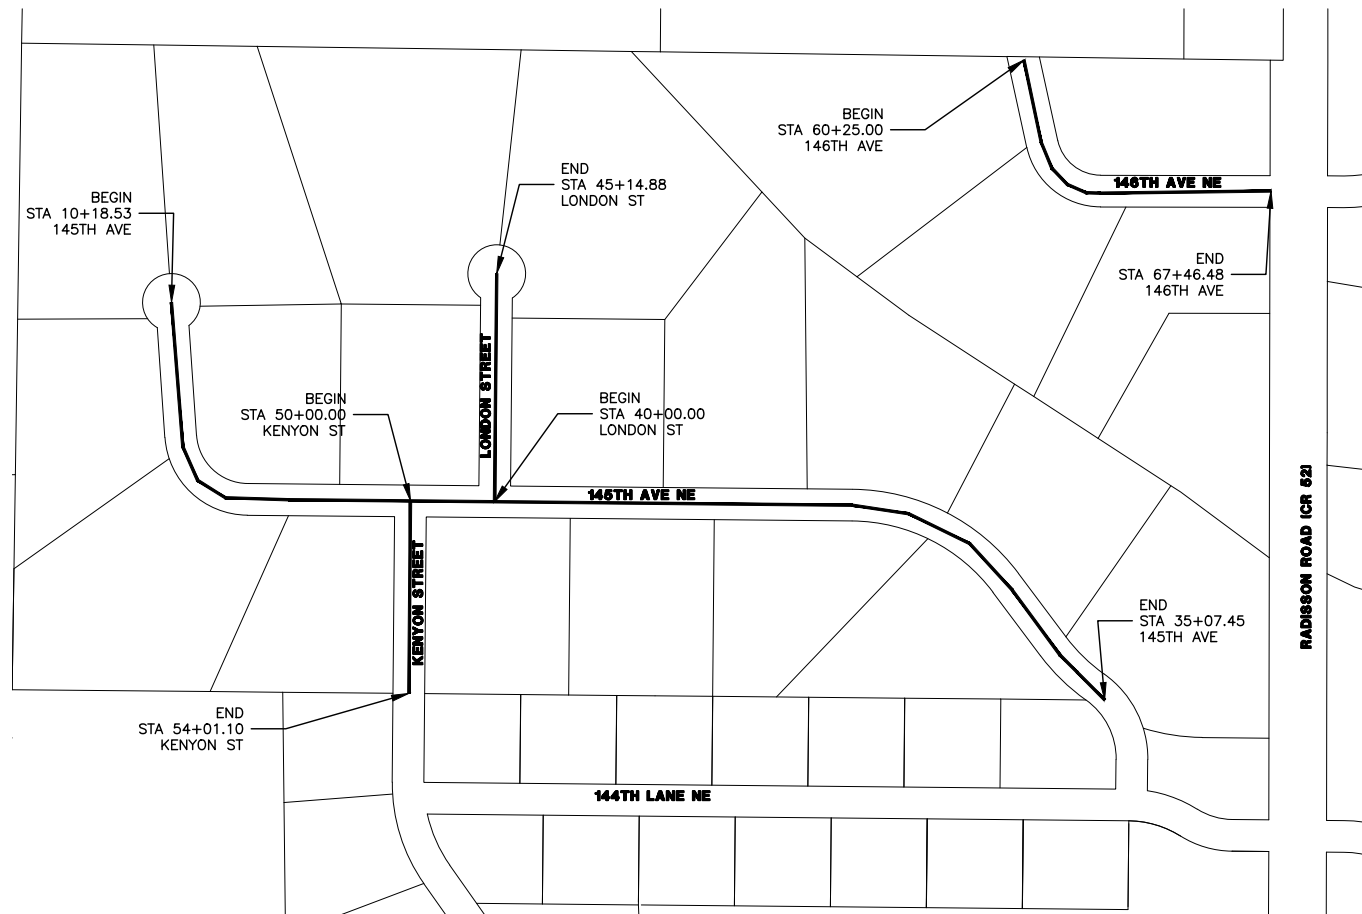 BEGIN
STA 60+25.00
146TH AVE
END
STA 45+14.88
LONDON ST
146TH AVE NE
BEGIN
STA 10+18.53
145TH AVE
END
STA 67+46.48
146TH AVE
LONDON STREET
BEGIN
STA 50+00.00
KENYON ST
BEGIN
STA 40+00.00
LONDON ST
145TH AVE NE
RADISSON ROAD (CR 52)
KENYON STREET
END
STA 35+07.45
145TH AVE
END
STA 54+01.10
KENYON ST
144TH LANE NE